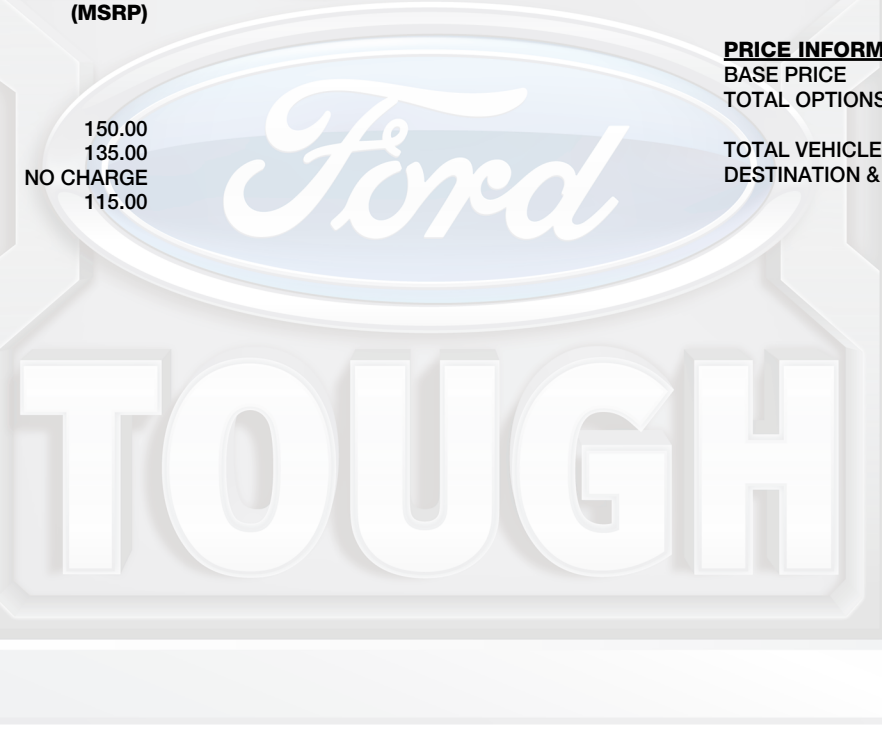 (MSRP)
150.00
135.00
NO CHARGE
115.00
PRICE INFORM
BASE PRICE
TOTAL OPTIONS
TOTAL VEHICLE
DESTINATION &
Ford
TOUGH